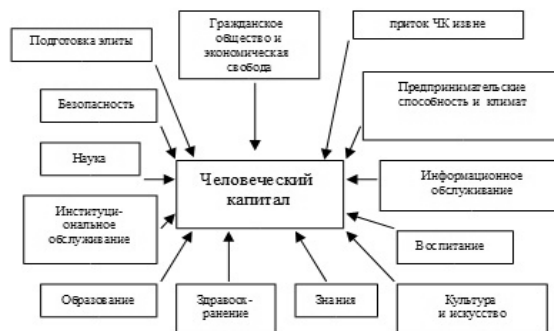 Подготовка элиты
Гражданское
общество и
экономическая
свобода
приток ЧК извне
Безопасность
Предпринимательские
способность и климат
Наука
Человеческий
капитал
Информационное
обслуживание
Институци-
ональное
обслуживание
Воспитание
Образование
Здравоох-
ранение
Знания
Культура
и искусство